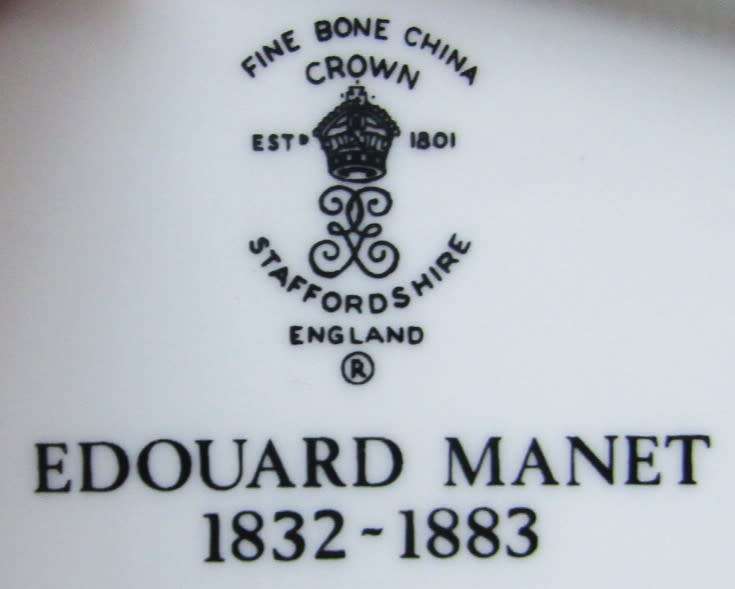 FINE BONE CHINA
CROWN
ESTD 1801
STAFFORDSHIRE
ENGLAND
®
EDOUARD MANET
1832-1883